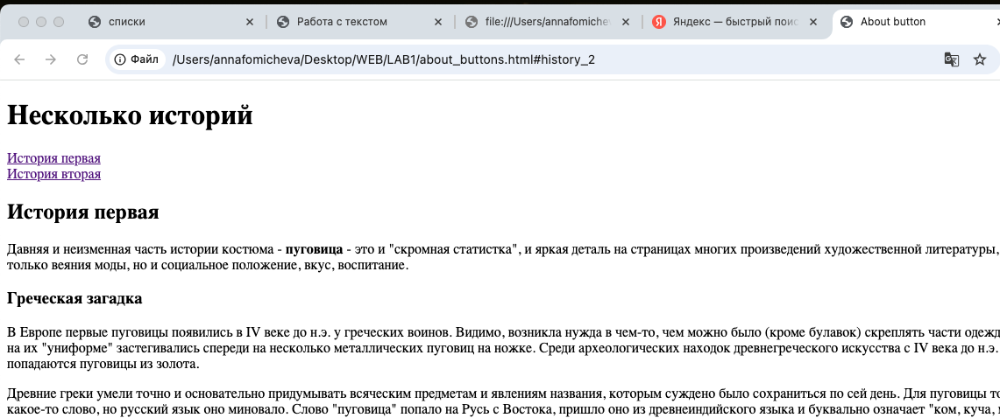 списки
Работа с текстом
file:///Users/annafomicheva
Яндекс — быстрый поис
About button
Файл
/Users/annafomicheva/Desktop/WEB/LAB1/about_buttons.html#history_2
Несколько историй
История первая
История вторая
История первая
Давняя и неизменная часть истории костюма - пуговица - это и "скромная статистка", и яркая деталь на страницах многих произведений художественной литературы,
только веяния моды, но и социальное положение, вкус, воспитание.
Греческая загадка
В Европе первые пуговицы появились в IV веке до н.э. у греческих воинов. Видимо, возникла нужда в чем-то, чем можно было (кроме булавок) скреплять части одежд
на их "униформе" застегивались спереди на несколько металлических пуговиц на ножке. Среди археологических находок древнегреческого искусства с IV века до н.э.
попадаются пуговицы из золота.
Древние греки умели точно и основательно придумывать всяческим предметам и явлениям названия, которым суждено было сохраниться по сей день. Для пуговицы то
какое-то слово, но русский язык оно миновало. Слово "пуговица" попало на Русь с Востока, пришло оно из древнеиндийского языка и буквально означает "ком, куча,